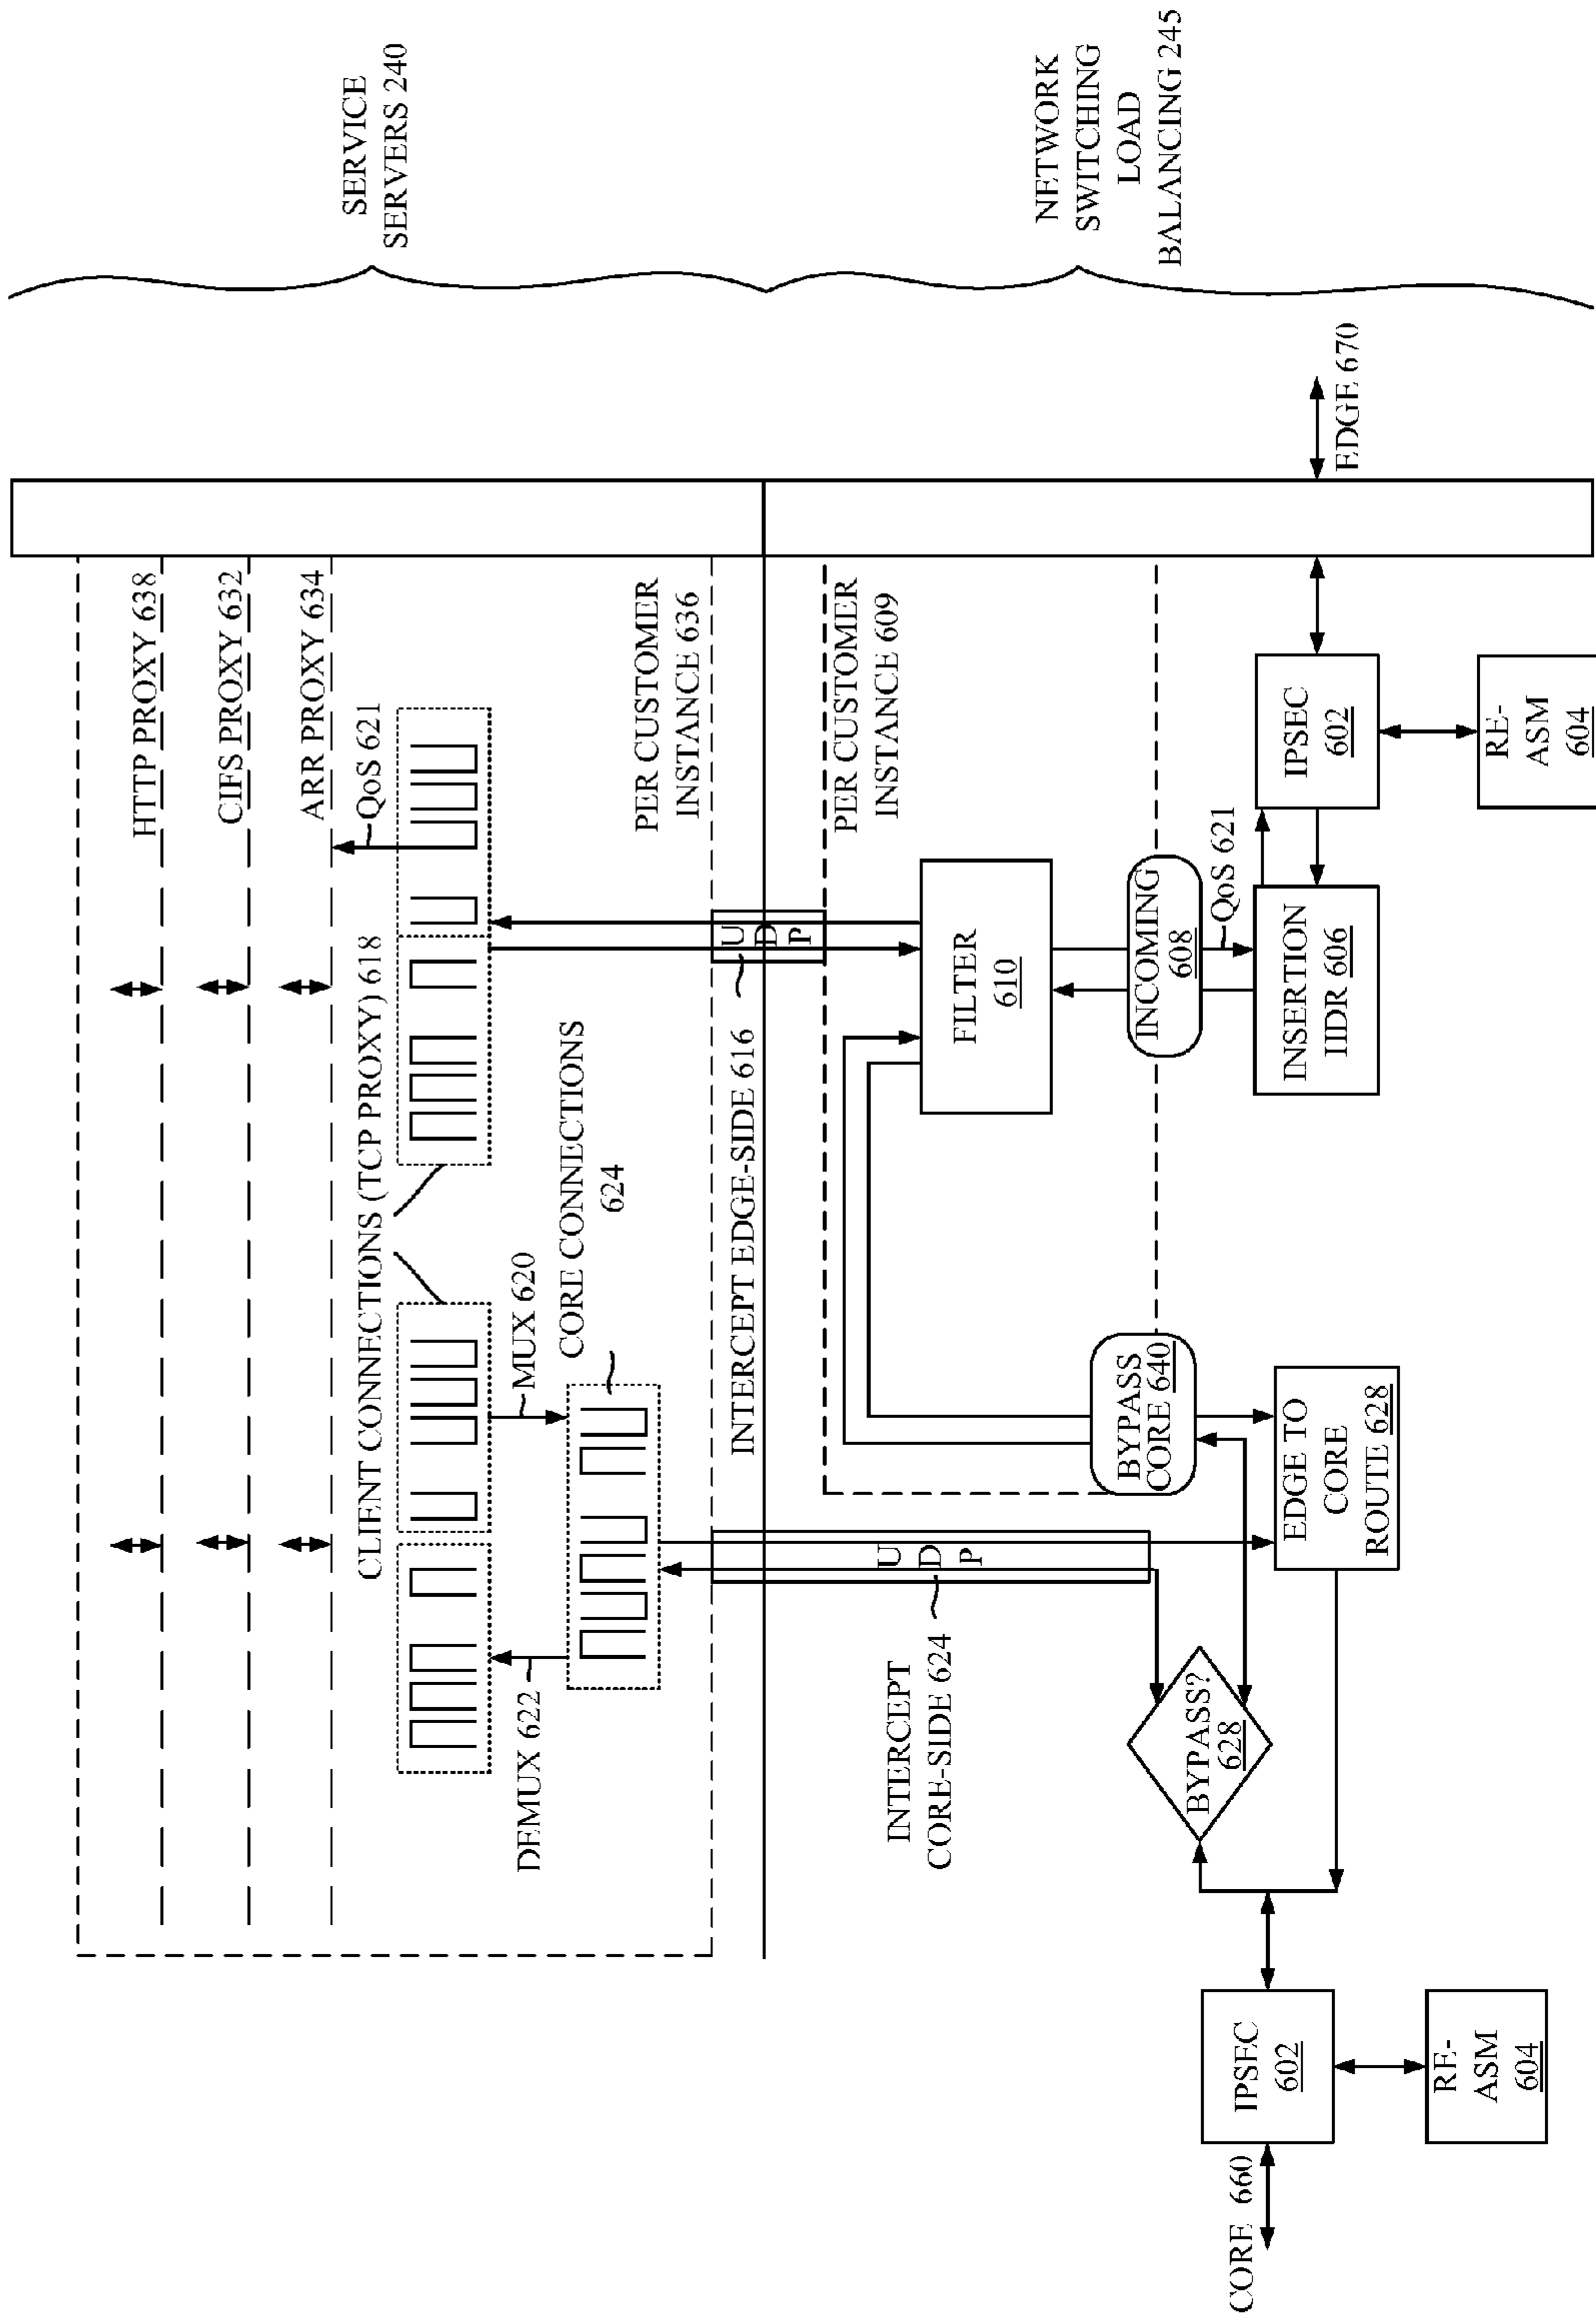 SERVICE
SERVERS 240
NETWORK
SWITCHING
LOAD
BALANCING 245
HTTP PROXY 638
CIFS PROXY 632
ARR PROXY 634
QoS 621
CLIENT CONNECTIONS (TCP PROXY) 618
MUX 620
DEMUX 622
CORE CONNECTIONS
624
PER CUSTOMER
INSTANCE 636
INTERCEPT EDGE-SIDE 616
UDP
PER CUSTOMER
INSTANCE 609
INTERCEPT
CORE-SIDE 624
UDP
FILTER
610
BYPASS
CORE 640
INCOMING
608
QoS 621
BYPASS?
628
EDGE TO
CORE
ROUTE 628
INSERTION
IIDR 606
IPSEC
602
EDGE 670
RE-
ASM
604
CORE 660
IPSEC
602
RE-
ASM
604